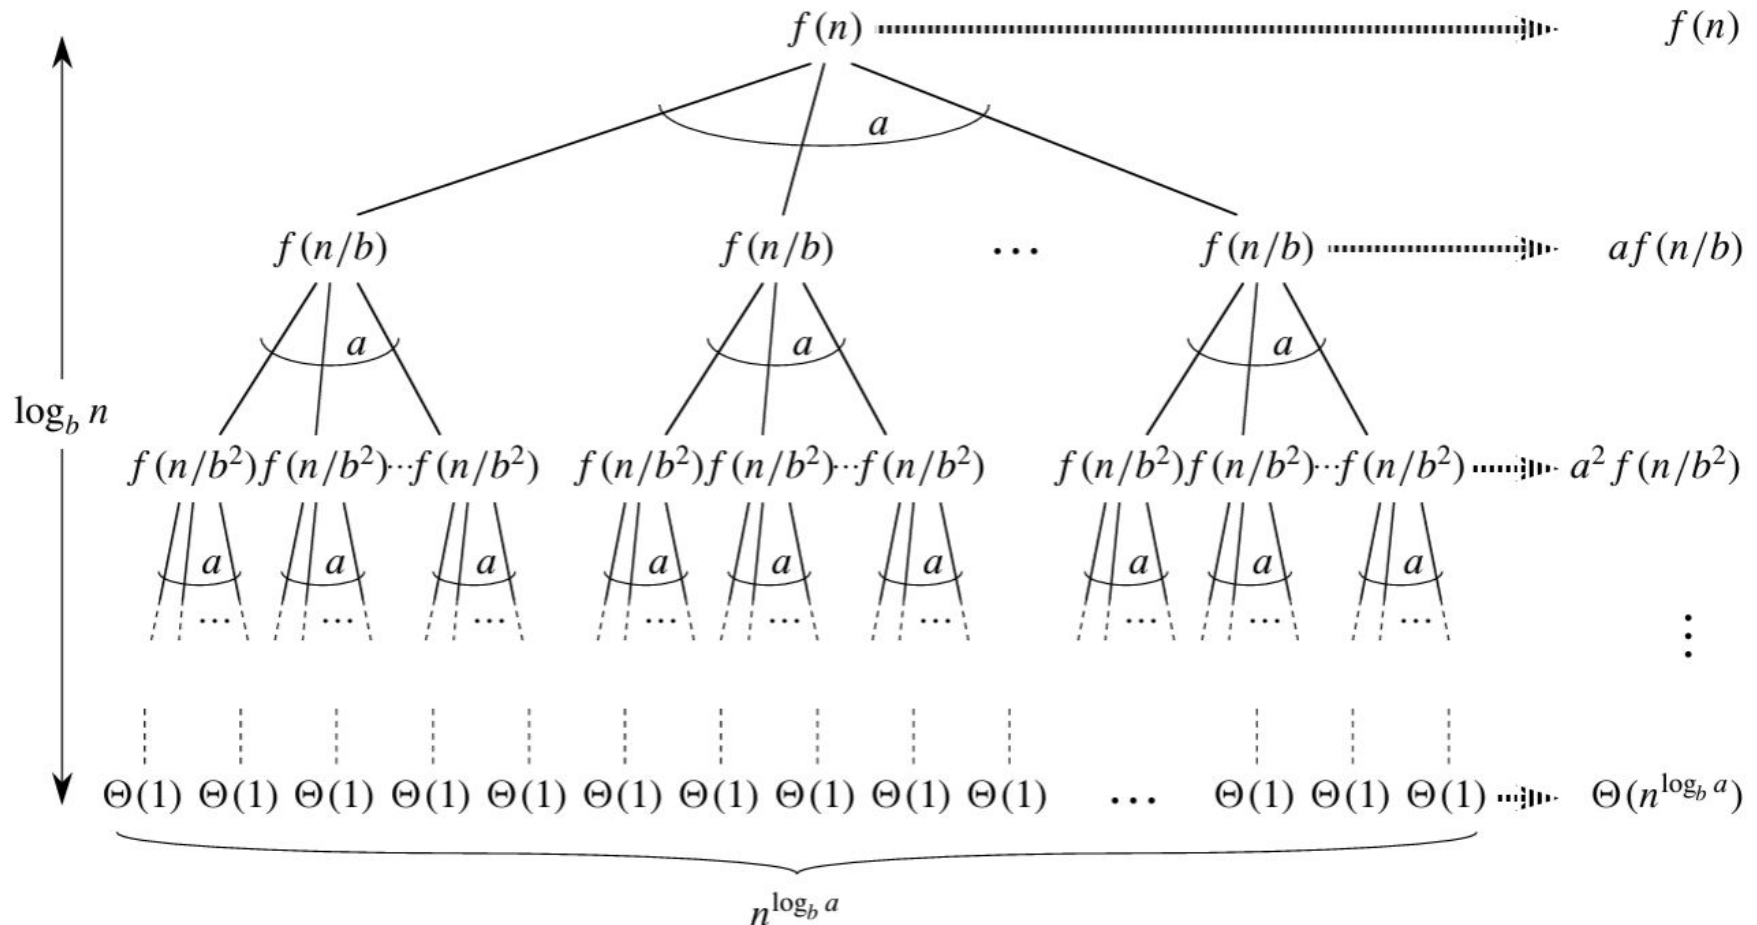 f(n) f(n)
a
f(n/b) f(n/b) ⋯ f(n/b) af(n/b)
a a a
log_b n
f(n/b²) f(n/b²) ⋯ f(n/b²) f(n/b²) f(n/b²) ⋯ f(n/b²) f(n/b²) f(n/b²) ⋯ f(n/b²) a² f(n/b²)
a a a a a a a a a
⋯ ⋯ ⋯ ⋯ ⋯ ⋯ ⋯ ⋯ ⋯ ⋮
Θ(1) Θ(1) Θ(1) Θ(1) Θ(1) Θ(1) Θ(1) Θ(1) Θ(1) Θ(1) ⋯ Θ(1) Θ(1) Θ(1) Θ(n^{log_b a})
n^{log_b a}